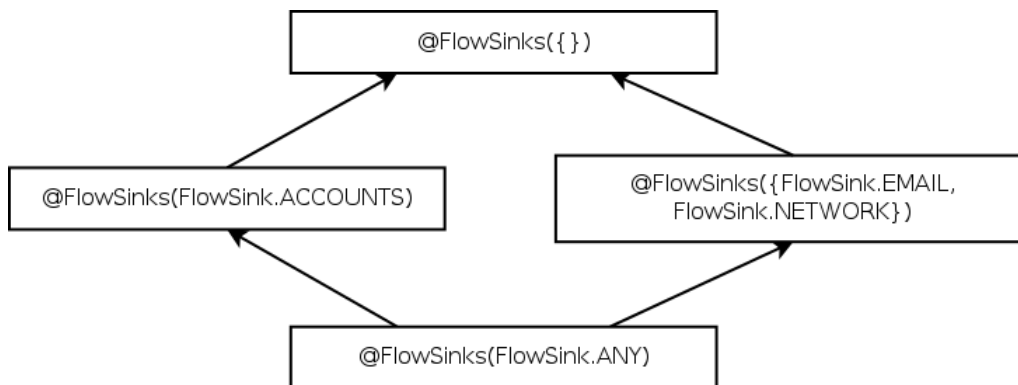 @FlowSinks({ })
@FlowSinks(FlowSink.ACCOUNTS)
@FlowSinks({FlowSink.EMAIL,
FlowSink.NETWORK})
@FlowSinks(FlowSink.ANY)